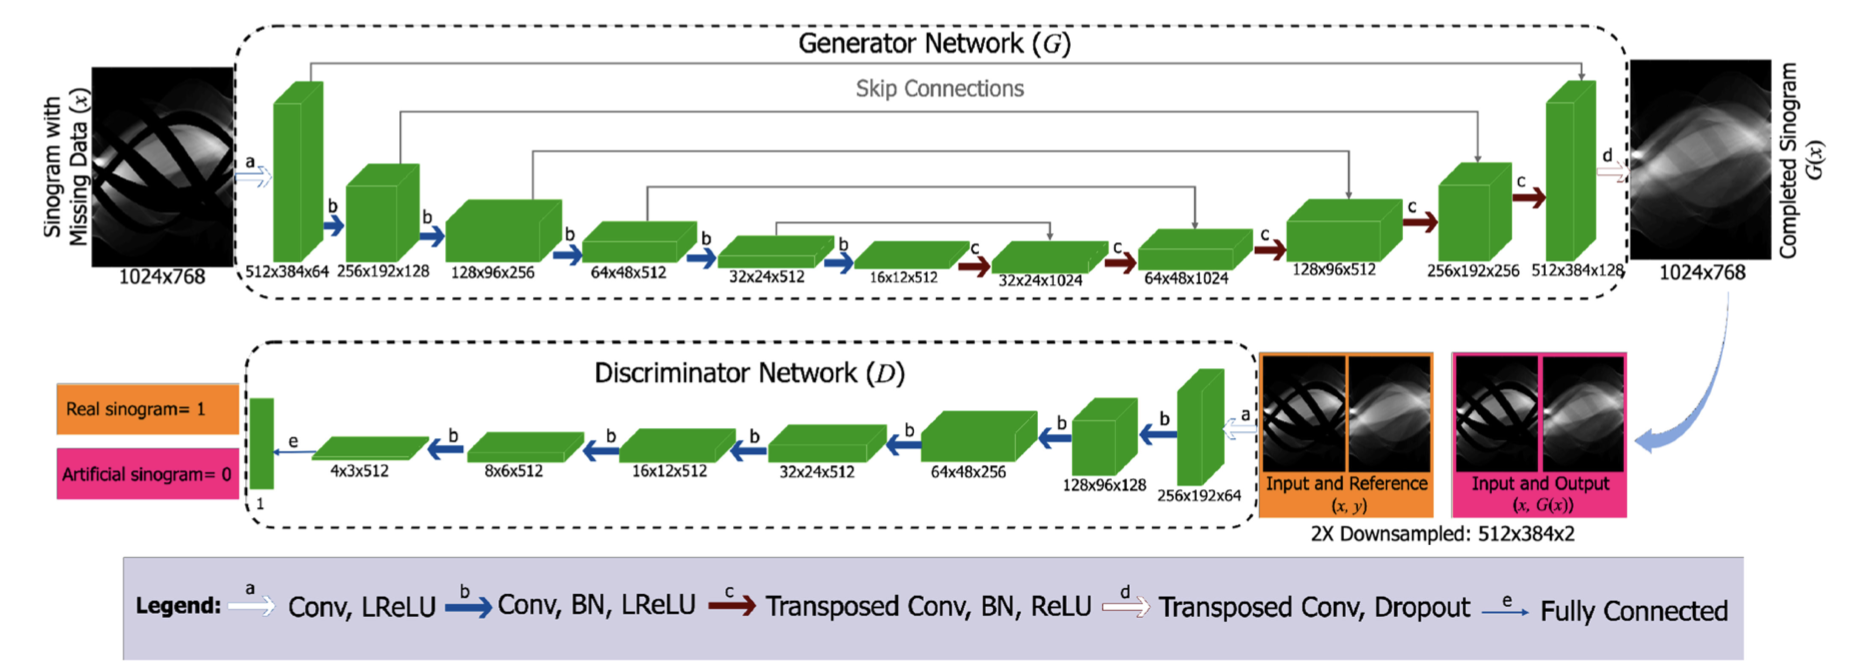 Generator Network (G)
Skip Connections
Sinogram with
Missing Data (x)
1024x768
a
b
b
b
b
b
c
c
c
c
c
d
512x384x64
256x192x128
128x96x256
64x48x512
32x24x512
16x12x512
32x24x1024
64x48x1024
128x96x512
256x192x256
512x384x128
Completed Sinogram
G(x)
1024x768
Discriminator Network (D)
Real sinogram= 1
Artificial sinogram= 0
1
e
4x3x512
b
8x6x512
b
16x12x512
b
32x24x512
b
64x48x256
b
128x96x128
b
256x192x64
a
Input and Reference
(x, y)
Input and Output
(x, G(x))
2X Downsampled: 512x384x2
Legend: a Conv, LReLU b Conv, BN, LReLU c Transposed Conv, BN, ReLU d Transposed Conv, Dropout e Fully Connected